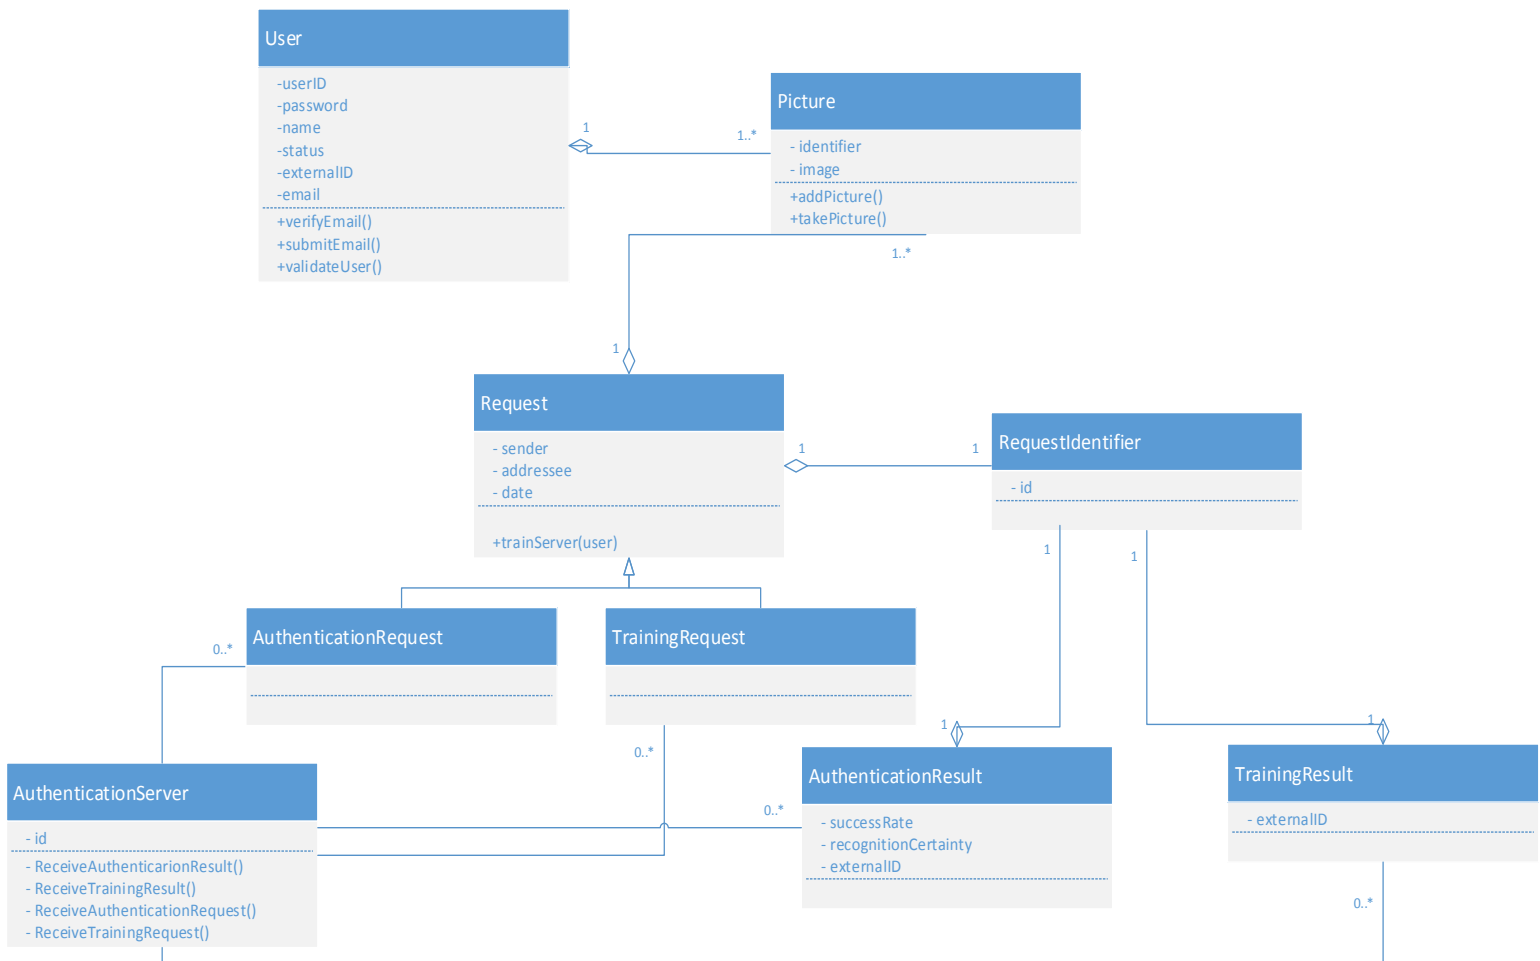 User
-userID
-password
-name
-status
-externalID
-email
+verifyEmail()
+submitEmail()
+validateUser()
1
1..*
Picture
- identifier
- image
+addPicture()
+takePicture()
1..*
1
Request
- sender
- addressee
- date
+trainServer(user)
1
1
RequestIdentifier
- id
1
1
AuthenticationRequest
TrainingRequest
0..*
0..*
AuthenticationServer
- id
- ReceiveAuthenticarionResult()
- ReceiveTrainingResult()
- ReceiveAuthenticationRequest()
- ReceiveTrainingRequest()
0..*
1
AuthenticationResult
- successRate
- recognitionCertainty
- externalID
1
TrainingResult
- externalID
0..*